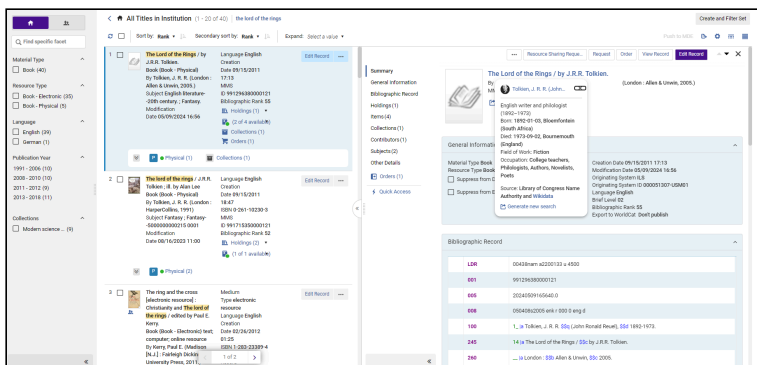 All Titles in Institution (1 - 20 of 40) the lord of the rings
Create and Filter Set
Find specific facet
Sort by: Rank
Secondary sort by: Rank
Expand: Select a value
Push to MDE
Material Type
Book (40)
Resource Type
Book - Electronic (35)
Book - Physical (5)
Language
English (39)
German (1)
Publication Year
1991 - 2006 (10)
2008 - 2010 (10)
2011 - 2012 (9)
2013 - 2018 (11)
Collections
Modern science ... (9)
1
The Lord of the Rings / by
J.R.R. Tolkien.
Book (Book - Physical)
By Tolkien, J. R. R. (London :
Allen & Unwin, 2005.)
Subject English literature-
-20th century. ; Fantasy.
Modification
Date 05/09/2024 16:56
Language English
Creation
Date 09/15/2011
17:13
MMS
ID 991296380000121
Bibliographic Rank 55
Holdings (1)
(2 of 4 available)
Collections (1)
Orders (1)
Edit Record
P Physical (1)
Collections (1)
2
The lord of the rings / J.R.R.
Tolkien ; ill. by Alan Lee
Book (Book - Physical)
By Tolkien, J. R. R. (London :
HarperCollins, 1991)
Subject Fantasy ; Fantasy-
-5000000000215 0001
Modification
Date 08/16/2023 11:00
Language English
Creation
Date 09/15/2011
18:47
ISBN 0-261-10230-3
MMS
ID 991715350000121
Bibliographic Rank 52
Holdings (2)
(1 of 1 available)
Edit Record
P Physical (2)
3
The ring and the cross
[electronic resource] :
Christianity and The lord of
the rings / edited by Paul E.
Kerry.
Book (Book - Electronic) text;
computer; online resource
By Kerry, Paul E. (Madison
[N.J.] : Fairleigh Dickin
University Press, 2011
Medium
Type electronic
resource
Language English
Creation
Date 02/26/2012
01:25
ISBN 1-283-23389-4
Edit Record
1 of 2
Resource Sharing Reque...
Request
Order
View Record
Edit Record
Summary
General Information
Bibliographic Record
Holdings (1)
Items (4)
Collections (1)
Contributors (1)
Subjects (2)
Other Details
Orders (1)
Quick Access
The Lord of the Rings / by J.R.R. Tolkien.
By
(London : Allen & Unwin, 2005.)
Tolkien, J. R. R. (John...
English writer and philologist
(1892–1973)
Born: 1892-01-03, Bloemfontein
(South Africa)
Died: 1973-09-02, Bournemouth
(England)
Field of Work: Fiction
Occupation: College teachers,
Philologists, Authors, Novelists,
Poets
Source: Library of Congress Name
Authority and Wikidata
Generate new search
General Informati
Material Type Book
Resource Type Book
Suppress from D
Suppress from E
Creation Date 09/15/2011 17:13
Modification Date 05/09/2024 16:56
Originating System ILS
Originating System ID 000051307-USM01
Language English
Brief Level 02
Bibliographic Rank 55
Export to WorldCat Don't publish
Bibliographic Record
LDR 00438nam a2200133 u 4500
001 991296380000121
005 20240509165640.0
008 050408s2005 enk r 000 0 eng d
100 1_ |a Tolkien, J. R. R. $$q (John Ronald Reuel), $$d 1892-1973.
245 14 |a The Lord of the Rings / $$c by J.R.R. Tolkien.
260 __ |a London : $$b Allen & Unwin, $$c 2005.